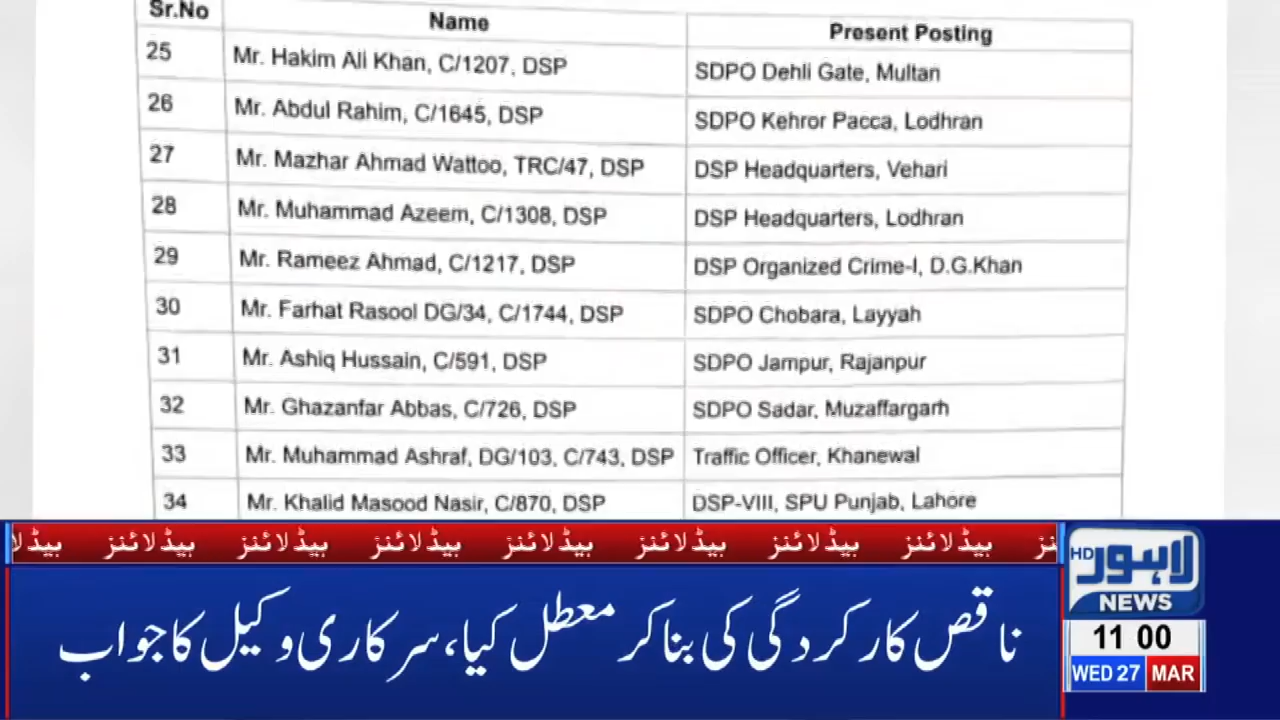 Sr.No Name Present Posting
25 Mr. Hakim Ali Khan, C/1207, DSP SDPO Dehli Gate, Multan
26 Mr. Abdul Rahim, C/1645, DSP SDPO Kehror Pacca, Lodhran
27 Mr. Mazhar Ahmad Wattoo, TRC/47, DSP DSP Headquarters, Vehari
28 Mr. Muhammad Azeem, C/1308, DSP DSP Headquarters, Lodhran
29 Mr. Rameez Ahmad, C/1217, DSP DSP Organized Crime-I, D.G.Khan
30 Mr. Farhat Rasool DG/34, C/1744, DSP SDPO Chobara, Layyah
31 Mr. Ashiq Hussain, C/591, DSP SDPO Jampur, Rajanpur
32 Mr. Ghazanfar Abbas, C/726, DSP SDPO Sadar, Muzaffargarh
33 Mr. Muhammad Ashraf, DG/103, C/743, DSP Traffic Officer, Khanewal
34 Mr. Khalid Masood Nasir, C/870, DSP DSP-VIII, SPU Punjab, Lahore
ہیڈلائنز ہیڈلائنز ہیڈلائنز ہیڈلائنز ہیڈلائنز ہیڈلائنز ہیڈلائنز
ناقص کارکردگی کی بنا کر معطل کیا، سرکاری وکیل کا جواب
HD لاہور
NEWS
11 00
WED 27 MAR